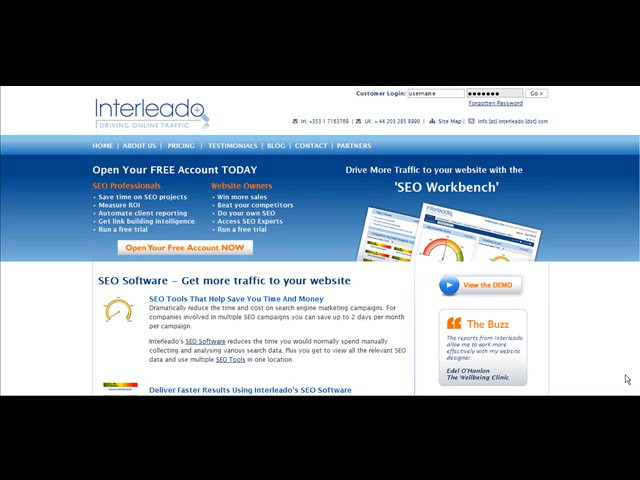 Customer Login: username ●●●●●●● Go >
Forgotten Password
Interleado
DRIVING ONLINE TRAFFIC
Irl: +353 1 7163769 | Uk: + 44 203 285 8990 | Site Map | info [at] interleado [dot] com
HOME | ABOUT US | PRICING | TESTIMONIALS | BLOG | CONTACT | PARTNERS
Open Your FREE Account TODAY
SEO Professionals
• Save time on SEO projects
• Measure ROI
• Automate client reporting
• Get link building intelligence
• Run a free trial
Website Owners
• Win more sales
• Beat your competitors
• Do your own SEO
• Access SEO Experts
• Run a free trial
Open Your FREE Account NOW
Drive More Traffic to your website with the
'SEO Workbench'
interleado
SEO Software - Get more traffic to your website
SEO Tools That Help Save You Time And Money
Dramatically reduce the time and cost on search engine marketing campaigns. For
companies involved in multiple SEO campaigns you can save up to 2 days per month
per campaign.
Interleado's SEO Software reduces the time you would normally spend manually
collecting and analysing various search data. Plus you get to view all the relevant SEO
data and use multiple SEO Tools in one location.
Deliver Faster Results Using Interleado's SEO Software
View the DEMO
The Buzz
The reports from Interleado
allow me to work more
effectively with my website
designer.
Edel O'Hanlon
The Wellbeing Clinic